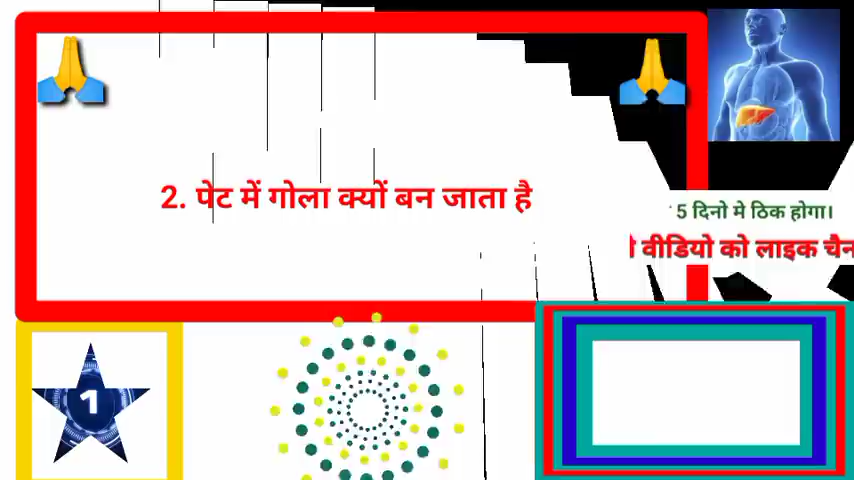 2. पेट में गोला क्यों बन जाता है
5 दिनो मे ठिक होगा।
वीडियो को लाइक
1